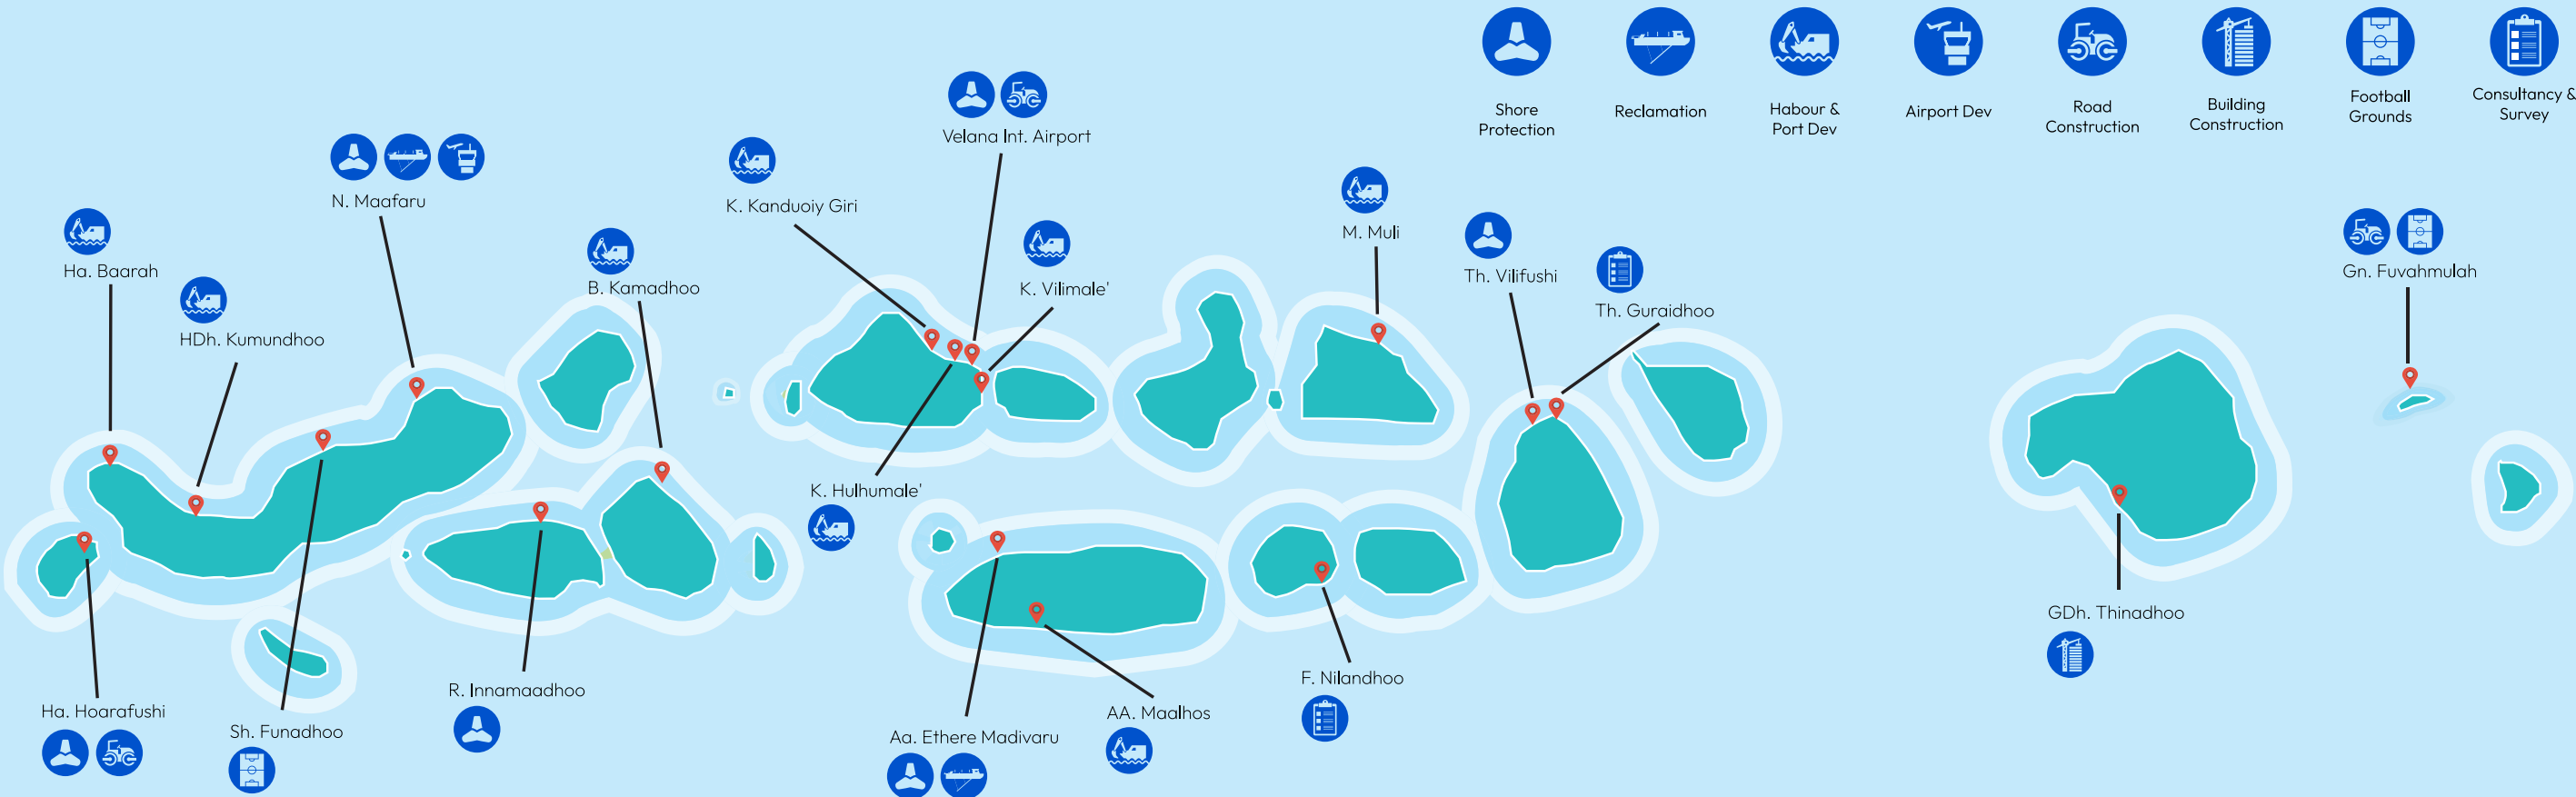 Shore
Protection
Reclamation
Habour &
Port Dev
Airport Dev
Road
Construction
Building
Construction
Football
Grounds
Consultancy &
Survey
Velana Int. Airport
N. Maafaru
K. Kanduoiy Giri
M. Muli
Ha. Baarah
HDh. Kumundhoo
B. Kamadhoo
K. Vilimale'
Th. Vilifushi
Th. Guraidhoo
Gn. Fuvahmulah
K. Hulhumale'
GDh. Thinadhoo
Ha. Hoarafushi
Sh. Funadhoo
R. Innamaadhoo
Aa. Ethere Madivaru
AA. Maalhos
F. Nilandhoo